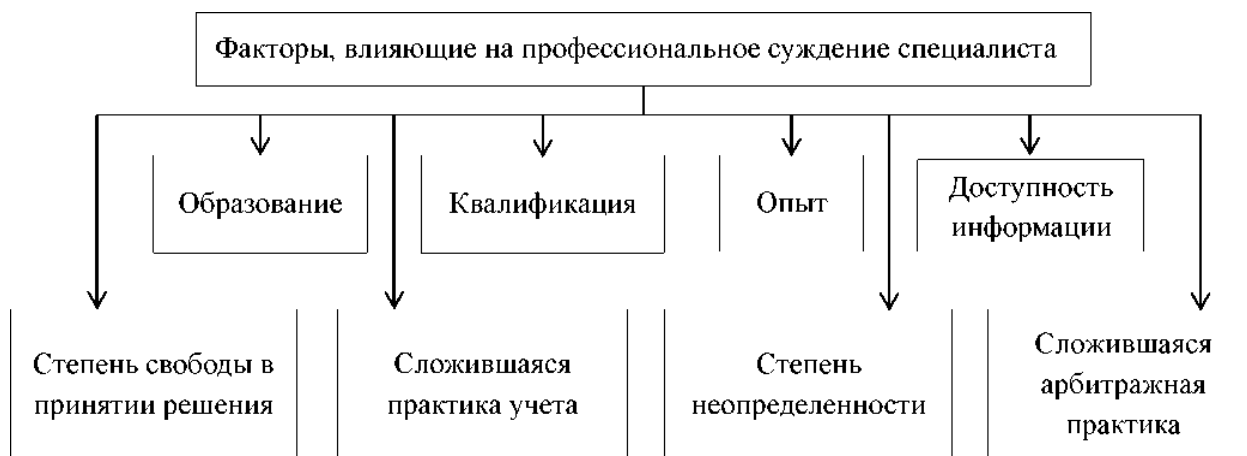 Факторы, влияющие на профессиональное суждение специалиста
Образование
Квалификация
Опыт
Доступность
информации
Степень свободы в
принятии решения
Сложившаяся
практика учета
Степень
неопределенности
Сложившаяся
арбитражная
практика